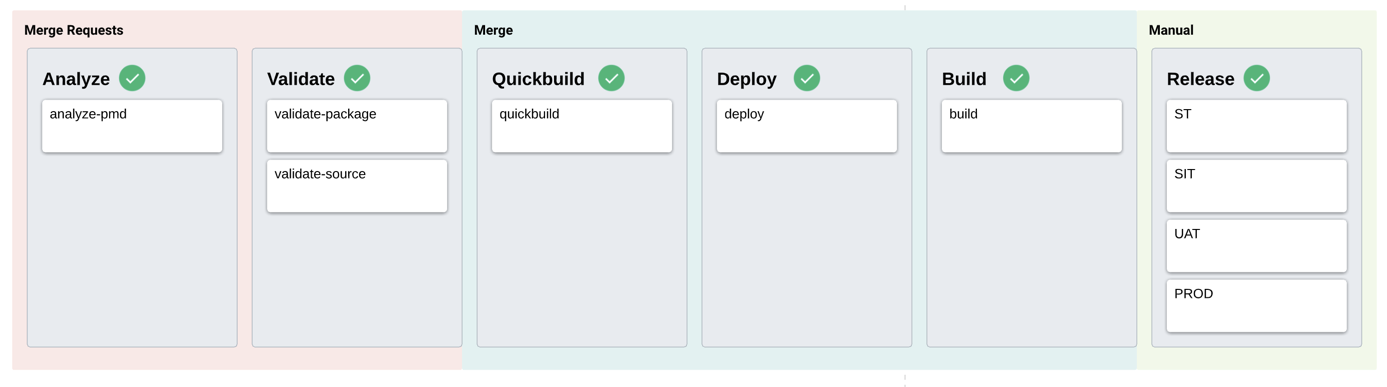 Merge Requests
Analyze
analyze-pmd
Validate
validate-package
validate-source
Merge
Quickbuild
quickbuild
Deploy
deploy
Build
build
Manual
Release
ST
SIT
UAT
PROD